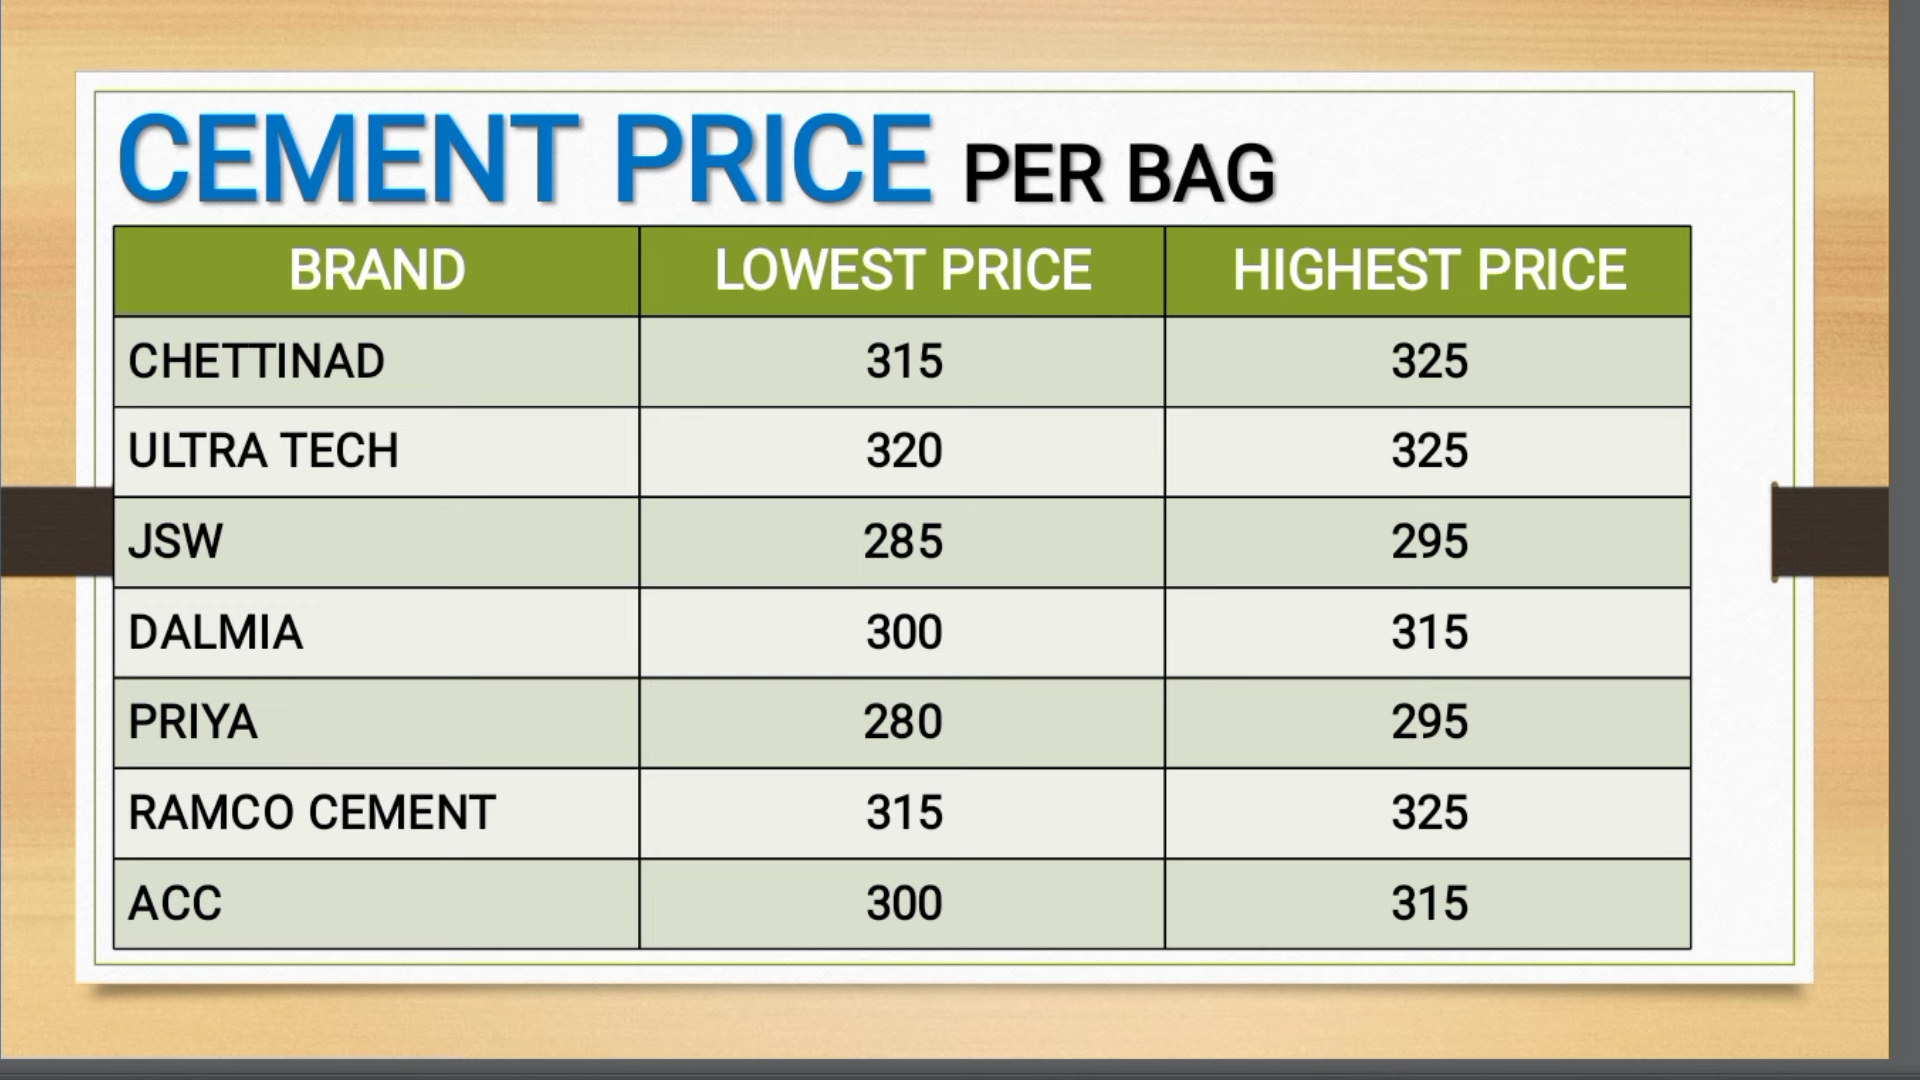 CEMENT PRICE PER BAG
BRAND LOWEST PRICE HIGHEST PRICE
CHETTINAD 315 325
ULTRA TECH 320 325
JSW 285 295
DALMIA 300 315
PRIYA 280 295
RAMCO CEMENT 315 325
ACC 300 315